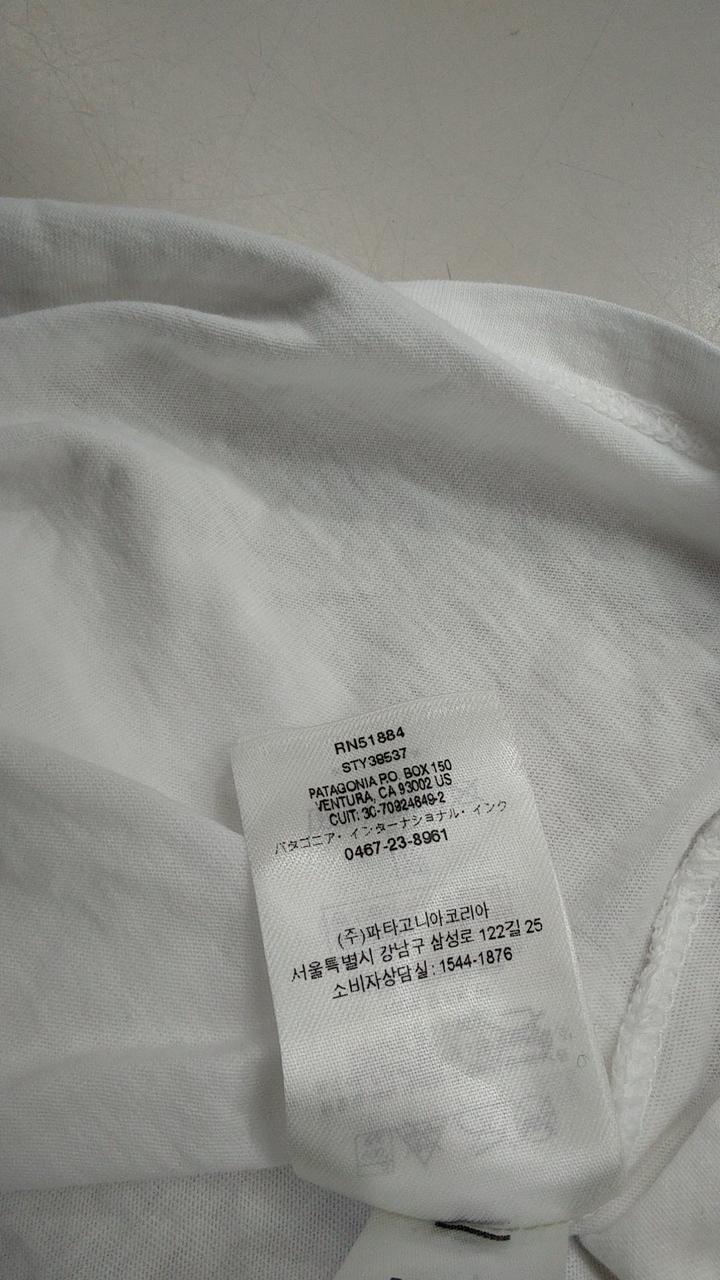 RN51884
STY38537
PATAGONIA P.O. BOX 150
VENTURA, CA 93002 US
CUIT: 30-70924849-2
パタゴニア・インターナショナル・インク
0467-23-8961
(주)파타고니아코리아
서울특별시 강남구 삼성로 122길 25
소비자상담실: 1544-1876